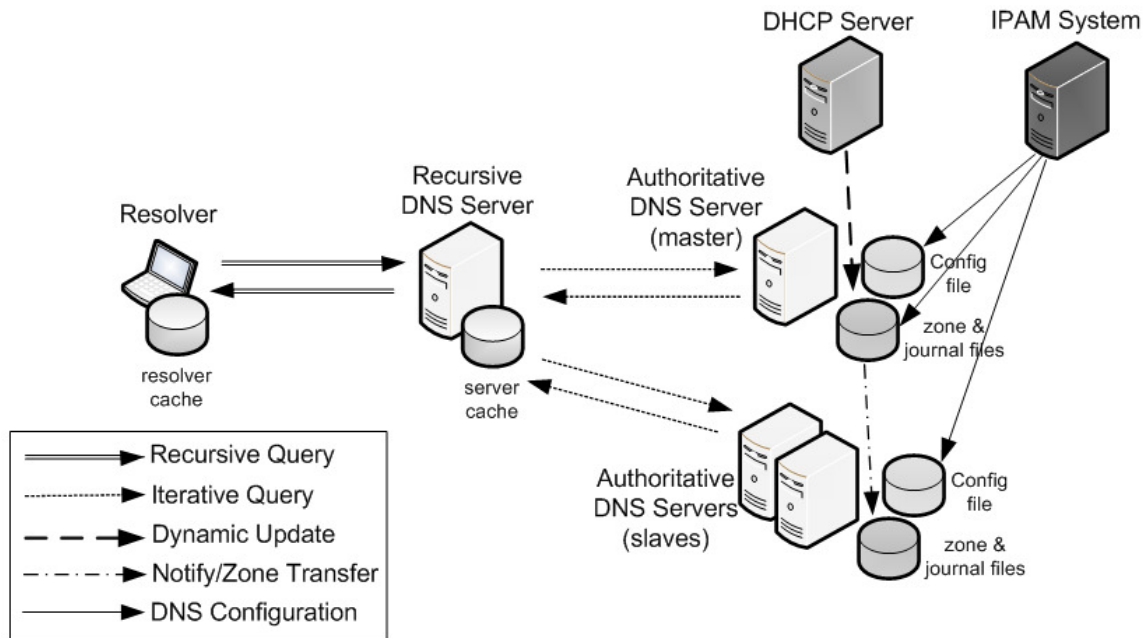 DHCP Server
IPAM System
Recursive
DNS Server
Authoritative
DNS Server
(master)
Resolver
Config
file
zone &
journal files
resolver
cache
server
cache
Authoritative
DNS Servers
(slaves)
Config
file
zone &
journal files
Recursive Query
Iterative Query
Dynamic Update
Notify/Zone Transfer
DNS Configuration